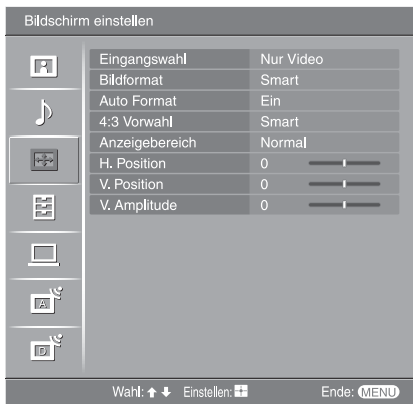 Bildschirm einstellen
Eingangswahl Nur Video
Bildformat Smart
Auto Format Ein
4:3 Vorwahl Smart
Anzeigebereich Normal
H. Position 0
V. Position 0
V. Amplitude 0
A
D
Wahl: Einstellen: Ende: MENU